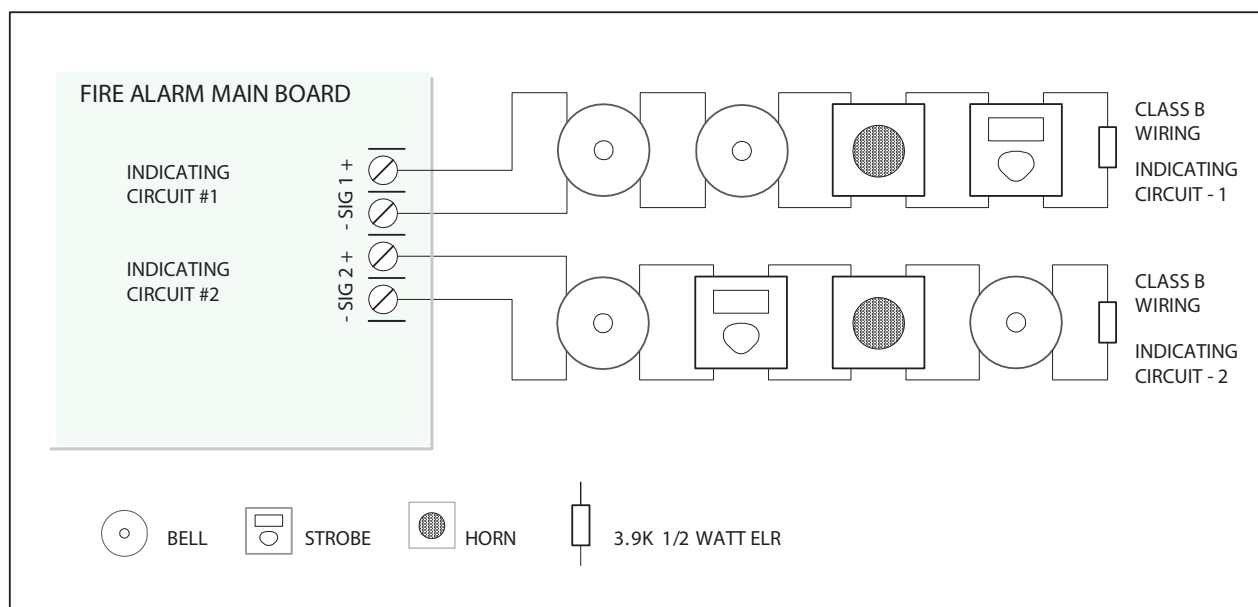 FIRE ALARM MAIN BOARD
INDICATING
CIRCUIT #1
- SIG 1 +
INDICATING
CIRCUIT #2
- SIG 2 +
CLASS B
WIRING
INDICATING
CIRCUIT - 1
CLASS B
WIRING
INDICATING
CIRCUIT - 2
BELL
STROBE
HORN
3.9K 1/2 WATT ELR